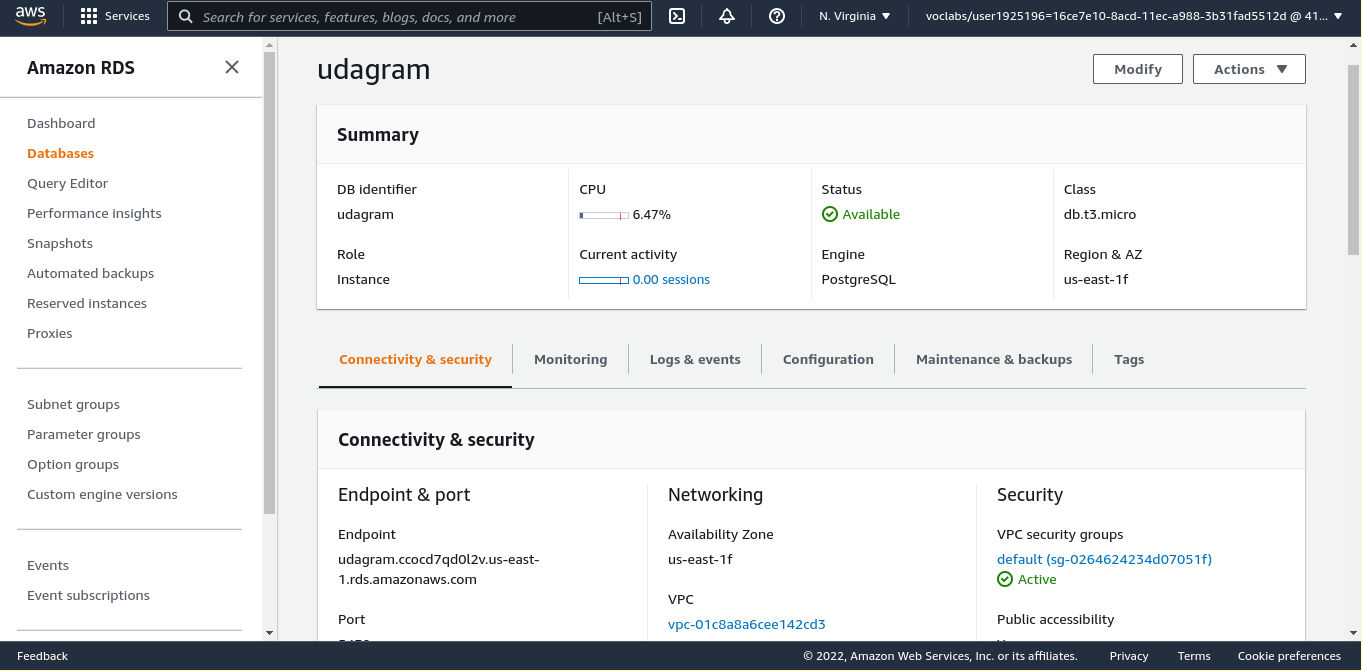 aws
Services
Search for services, features, blogs, docs, and more
[Alt+S]
N. Virginia
voclabs/user1925196=16ce7e10-8acd-11ec-a988-3b31fad5512d @ 41...
Amazon RDS
Dashboard
Databases
Query Editor
Performance insights
Snapshots
Automated backups
Reserved instances
Proxies
Subnet groups
Parameter groups
Option groups
Custom engine versions
Events
Event subscriptions
udagram
Modify
Actions
Summary
DB identifier
udagram
Role
Instance
CPU
6.47%
Current activity
0.00 sessions
Status
Available
Engine
PostgreSQL
Class
db.t3.micro
Region & AZ
us-east-1f
Connectivity & security
Monitoring
Logs & events
Configuration
Maintenance & backups
Tags
Connectivity & security
Endpoint & port
Endpoint
udagram.ccocd7qd0l2v.us-east-
1.rds.amazonaws.com
Port
Networking
Availability Zone
us-east-1f
VPC
vpc-01c8a8a6cee142cd3
Security
VPC security groups
default (sg-0264624234d07051f)
Active
Public accessibility
Feedback
© 2022, Amazon Web Services, Inc. or its affiliates.
Privacy
Terms
Cookie preferences